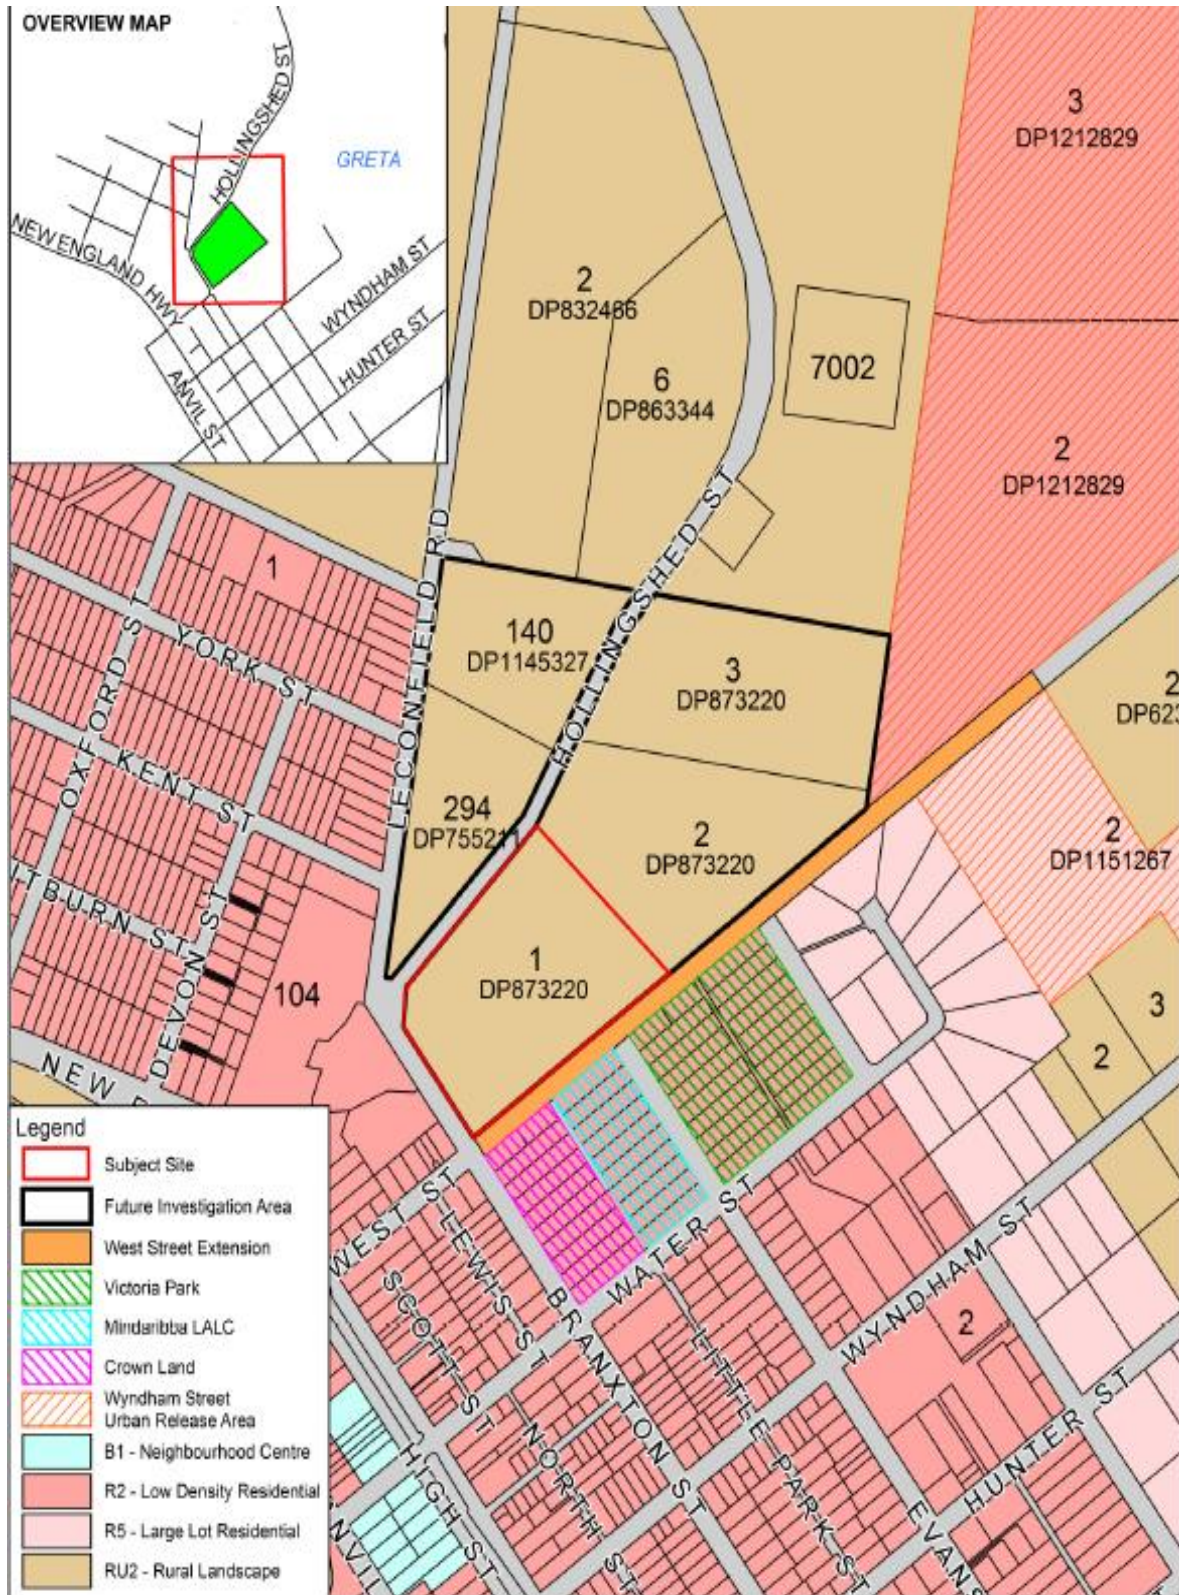 OVERVIEW MAP
HOLLINGSHED ST
GRETA
NEW ENGLAND HWY
WYNDHAM ST
HUNTER ST
ANVIL ST
3
DP1212829
2
DP832466
7002
6
DP863344
2
DP1212829
HOLLINGSHED ST
LECONFIELD RD
1
140
DP1145327
3
DP873220
2
YORK ST
OXFORD ST
KENT ST
294
DP755211
2
DP873220
2
DP1151267
DEVON ST
104
1
DP873220
3
2
NEW
WEST ST
LEWIS ST
SCOTT ST
NORTH ST
BRANXTON ST
WATER ST
LITTLE PARK ST
WYNDHAM ST
2
HUNTER ST
HIGH ST
EVANS
Legend
Subject Site
Future Investigation Area
West Street Extension
Victoria Park
Mindaribba LALC
Crown Land
Wyndham Street
Urban Release Area
B1 - Neighbourhood Centre
R2 - Low Density Residential
R5 - Large Lot Residential
RU2 - Rural Landscape